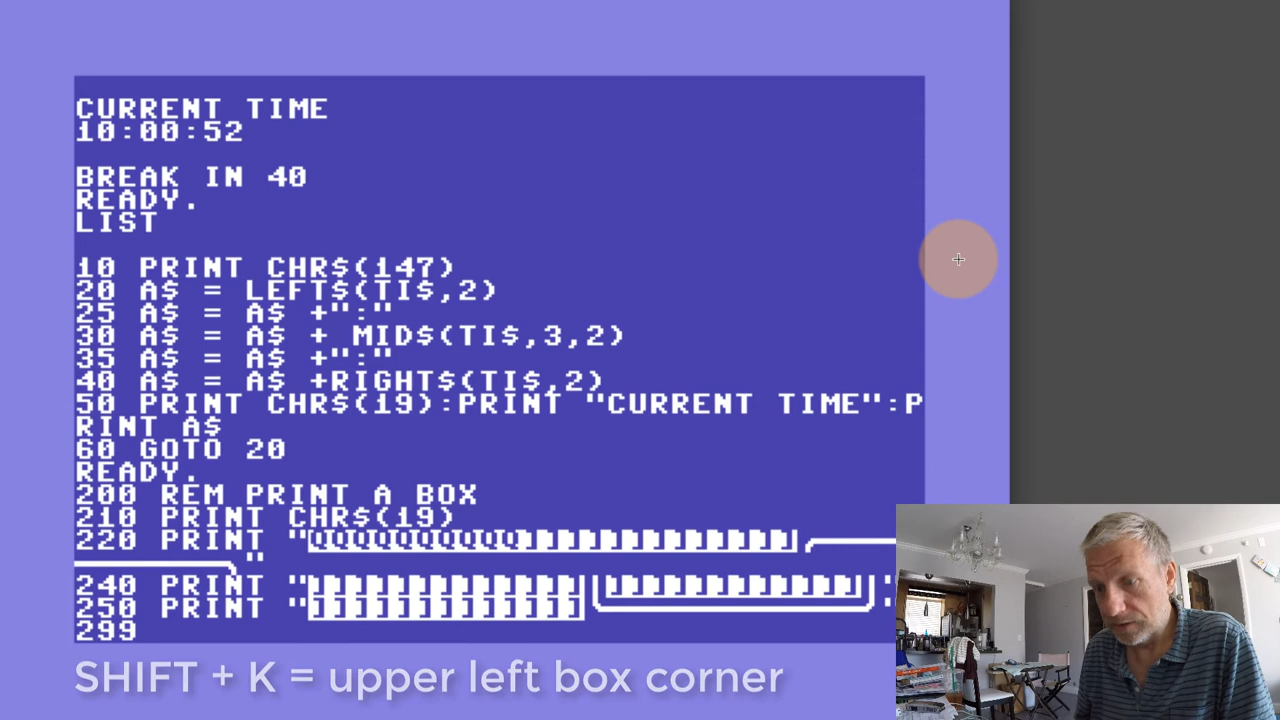 CURRENT TIME
10:00:52
BREAK IN 40
READY.
LIST
10 PRINT CHR$(147)
20 A$ = LEFT$(TI$,2)
25 A$ = A$ +":"
30 A$ = A$ + MID$(TI$,3,2)
35 A$ = A$ +":"
40 A$ = A$ +RIGHT$(TI$,2)
50 PRINT CHR$(19):PRINT "CURRENT TIME":P
RINT A$
60 GOTO 20
READY.
200 REM PRINT A BOX
210 PRINT CHR$(19)
220 PRINT "QQQQQQQQQQ]]]]]]]]]]]]]
"
240 PRINT "]]]]]]]]]]]]] ]]]]]]]]]]]]"
250 PRINT "]]]]]]]]]]]]]
299
SHIFT + K = upper left box corner